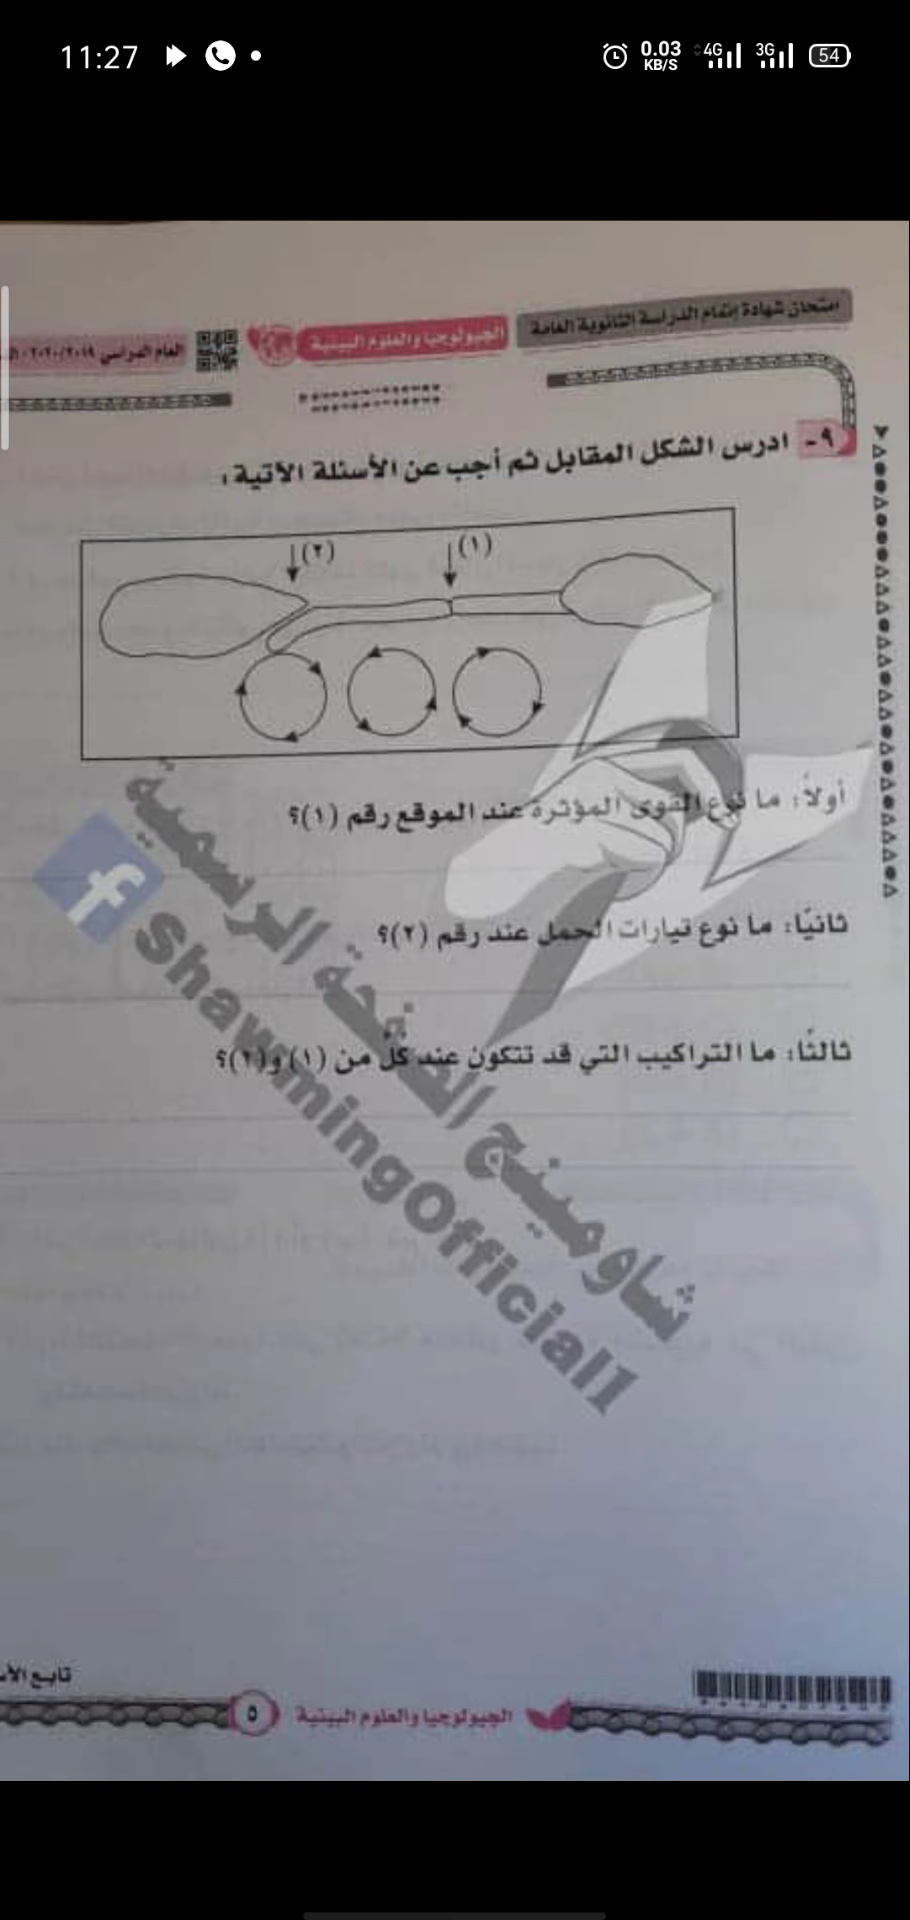 11:27
0.03 KB/S 4G 3G 54
امتحان شهادة إتمام الدراسة الثانوية العامة
الجيولوجيا والعلوم البيئية
العام الدراسي ٢٠٢٠/٢٠١٩
٩- ادرس الشكل المقابل ثم أجب عن الأسئلة الآتية :
(١)
(٢)
أولاً: ما نوع القوى المؤثرة عند الموقع رقم (١)؟
ثانيًا: ما نوع تيارات الحمل عند رقم (٢)؟
ثالثًا: ما التراكيب التي قد تتكون عند كل من (١) و(٢)؟
شاومينج الصفحة الرسمية
f ShawmingOfficial1
تابع
الجيولوجيا والعلوم البيئية
٥